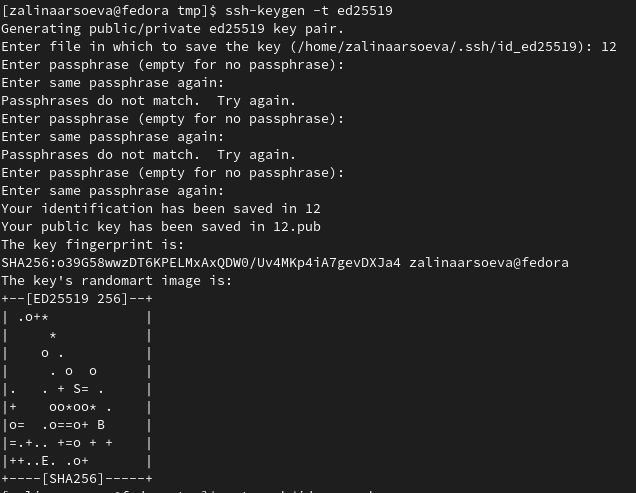 [zalinaarsoeva@fedora tmp]$ ssh-keygen -t ed25519
Generating public/private ed25519 key pair.
Enter file in which to save the key (/home/zalinaarsoeva/.ssh/id_ed25519): 12
Enter passphrase (empty for no passphrase):
Enter same passphrase again:
Passphrases do not match.  Try again.
Enter passphrase (empty for no passphrase):
Enter same passphrase again:
Passphrases do not match.  Try again.
Enter passphrase (empty for no passphrase):
Enter same passphrase again:
Your identification has been saved in 12
Your public key has been saved in 12.pub
The key fingerprint is:
SHA256:o39G58wwzDT6KPELMxAxQDW0/Uv4MKp4iA7gevDXJa4 zalinaarsoeva@fedora
The key's randomart image is:
+--[ED25519 256]--+
| .o+*            |
|     *           |
|    o .          |
|     . o  o      |
|.   . + S= .     |
|+    oo*oo* .    |
|o=  .o==o+ B     |
|=.+.. +=o + +    |
|++..E. .o+       |
+----[SHA256]-----+